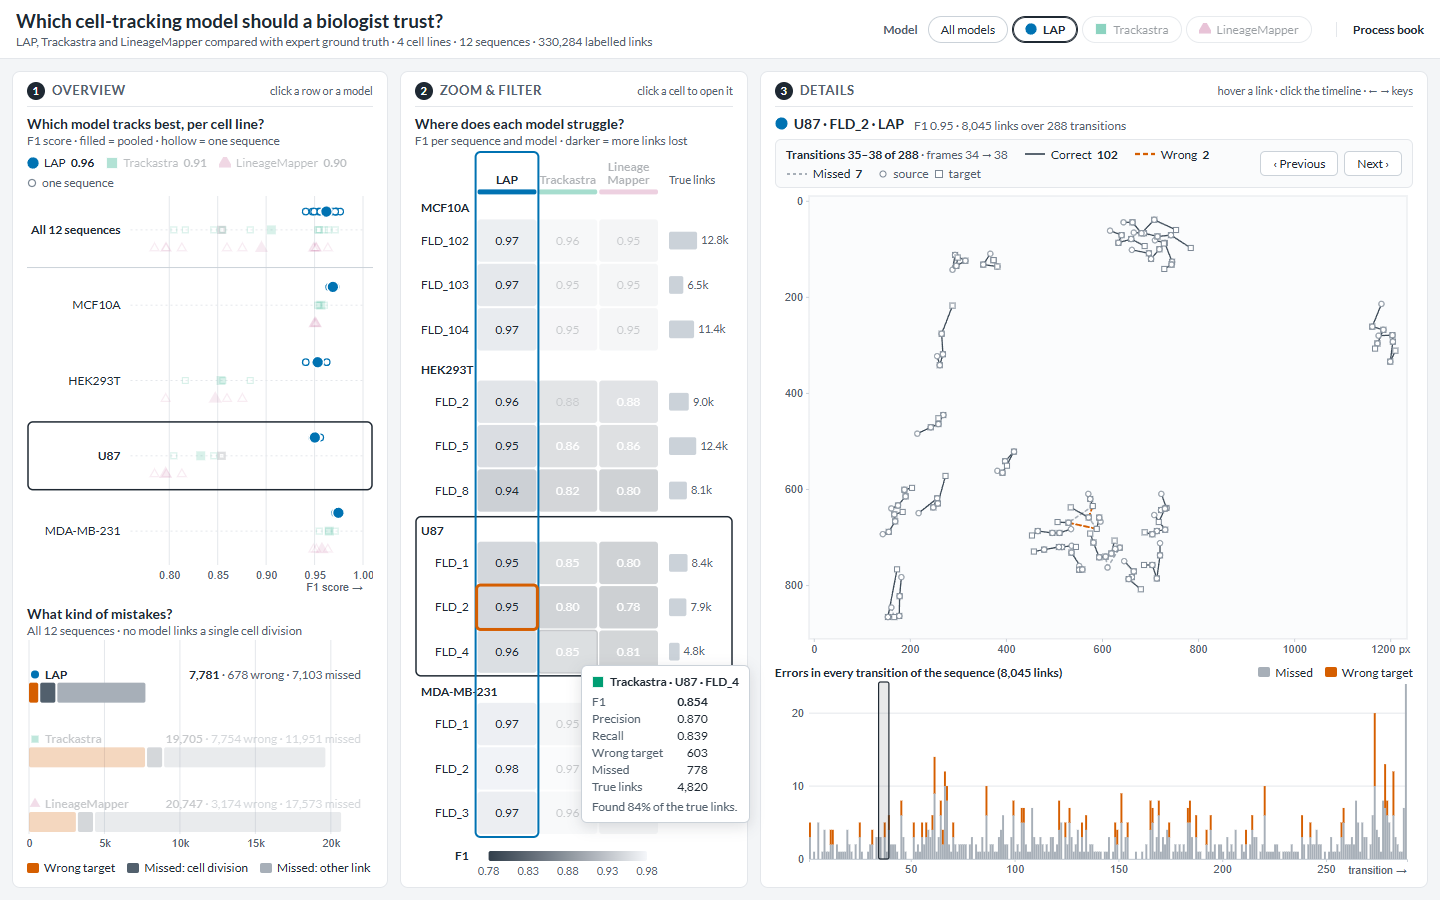 Which cell-tracking model should a biologist trust?
LAP, Trackastra and LineageMapper compared with expert ground truth · 4 cell lines · 12 sequences · 330,284 labelled links
Model All models LAP Trackastra LineageMapper Process book
1 OVERVIEW click a row or a model
Which model tracks best, per cell line?
F1 score · filled = pooled · hollow = one sequence
LAP 0.96 Trackastra 0.91 LineageMapper 0.90
one sequence
All 12 sequences
MCF10A
HEK293T
U87
MDA-MB-231
0.80 0.85 0.90 0.95 1.00
F1 score →
What kind of mistakes?
All 12 sequences · no model links a single cell division
LAP 7,781 · 678 wrong · 7,103 missed
Trackastra 19,705 · 7,754 wrong · 11,951 missed
LineageMapper 20,747 · 3,174 wrong · 17,573 missed
0 5k 10k 15k 20k
Wrong target Missed: cell division Missed: other link
2 ZOOM & FILTER click a cell to open it
Where does each model struggle?
F1 per sequence and model · darker = more links lost
LAP Trackastra Lineage Mapper True links
MCF10A
FLD_102 0.97 0.96 0.95 12.8k
FLD_103 0.97 0.95 0.95 6.5k
FLD_104 0.97 0.95 0.95 11.4k
HEK293T
FLD_2 0.96 0.88 0.88 9.0k
FLD_5 0.95 0.86 0.86 12.4k
FLD_8 0.94 0.82 0.80 8.1k
U87
FLD_1 0.95 0.85 0.80 8.4k
FLD_2 0.95 0.80 0.78 7.9k
FLD_4 0.96 0.85 0.81 4.8k
MDA-MB-231
FLD_1 0.97 0.95
FLD_2 0.98 0.97
FLD_3 0.97 0.96
Trackastra · U87 · FLD_4
F1 0.854
Precision 0.870
Recall 0.839
Wrong target 603
Missed 778
True links 4,820
Found 84% of the true links.
F1
0.78 0.83 0.88 0.93 0.98
3 DETAILS hover a link · click the timeline · ← → keys
U87 · FLD_2 · LAP F1 0.95 · 8,045 links over 288 transitions
Transitions 35–38 of 288 · frames 34 → 38 Correct 102 Wrong 2
Missed 7 source target
‹ Previous Next ›
0
200
400
600
800
0 200 400 600 800 1000 1200 px
Errors in every transition of the sequence (8,045 links) Missed Wrong target
20
10
0
50 100 150 200 250 transition →